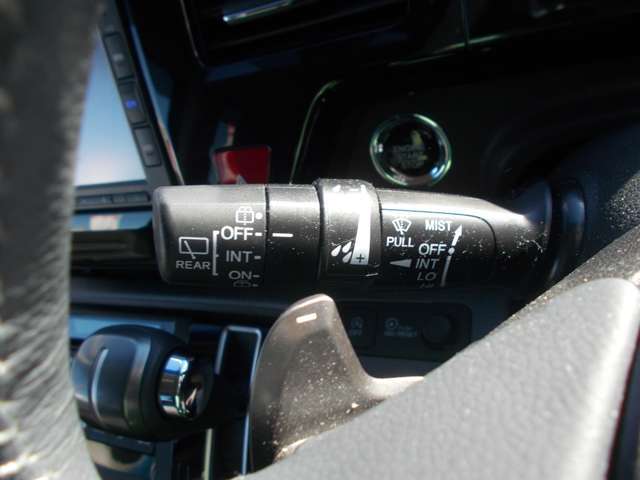 OFF
INT
ON
REAR
PULL
MIST
OFF
INT
LO